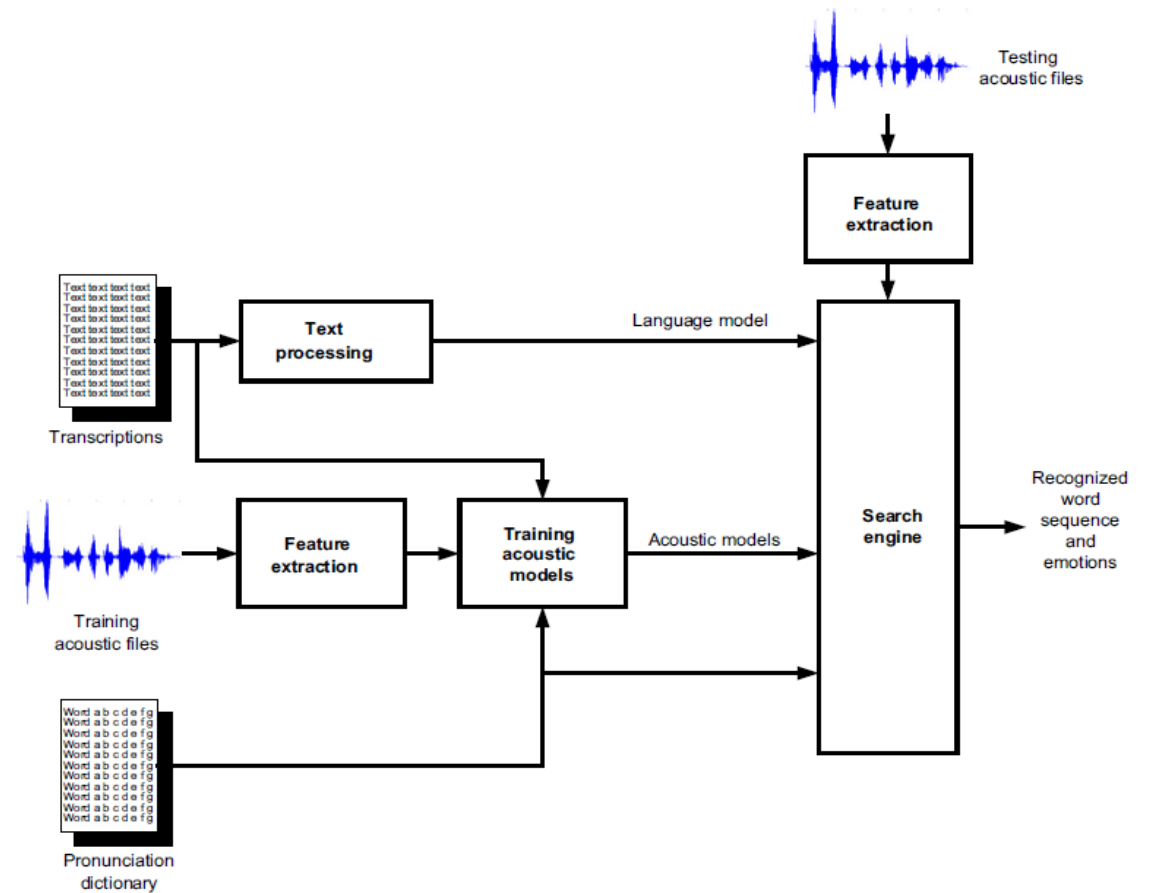 Testing
acoustic files
Feature
extraction
Text text text text
Text text text text
Text text text text
Text text text text
Text text text text
Text text text text
Text text text text
Text text text text
Text text text text
Text text text text
Text text text text
Transcriptions
Text
processing
Language model
Training
acoustic files
Feature
extraction
Training
acoustic
models
Acoustic models
Search
engine
Recognized
word
sequence
and
emotions
Word a b c d e f g
Word a b c d e f g
Word a b c d e f g
Word a b c d e f g
Word a b c d e f g
Word a b c d e f g
Word a b c d e f g
Word a b c d e f g
Word a b c d e f g
Word a b c d e f g
Word a b c d e f g
Pronunciation
dictionary